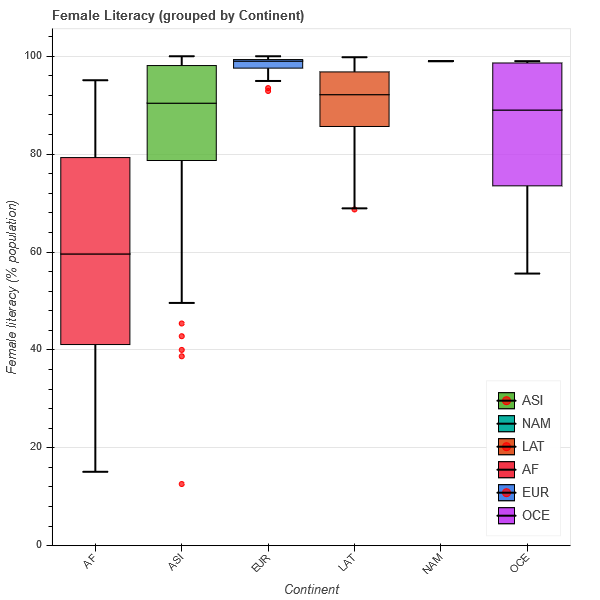 Female Literacy (grouped by Continent)
Female literacy (% population)
100
80
60
40
20
0
ASI
NAM
LAT
AF
EUR
OCE
AF
ASI
EUR
LAT
NAM
OCE
Continent